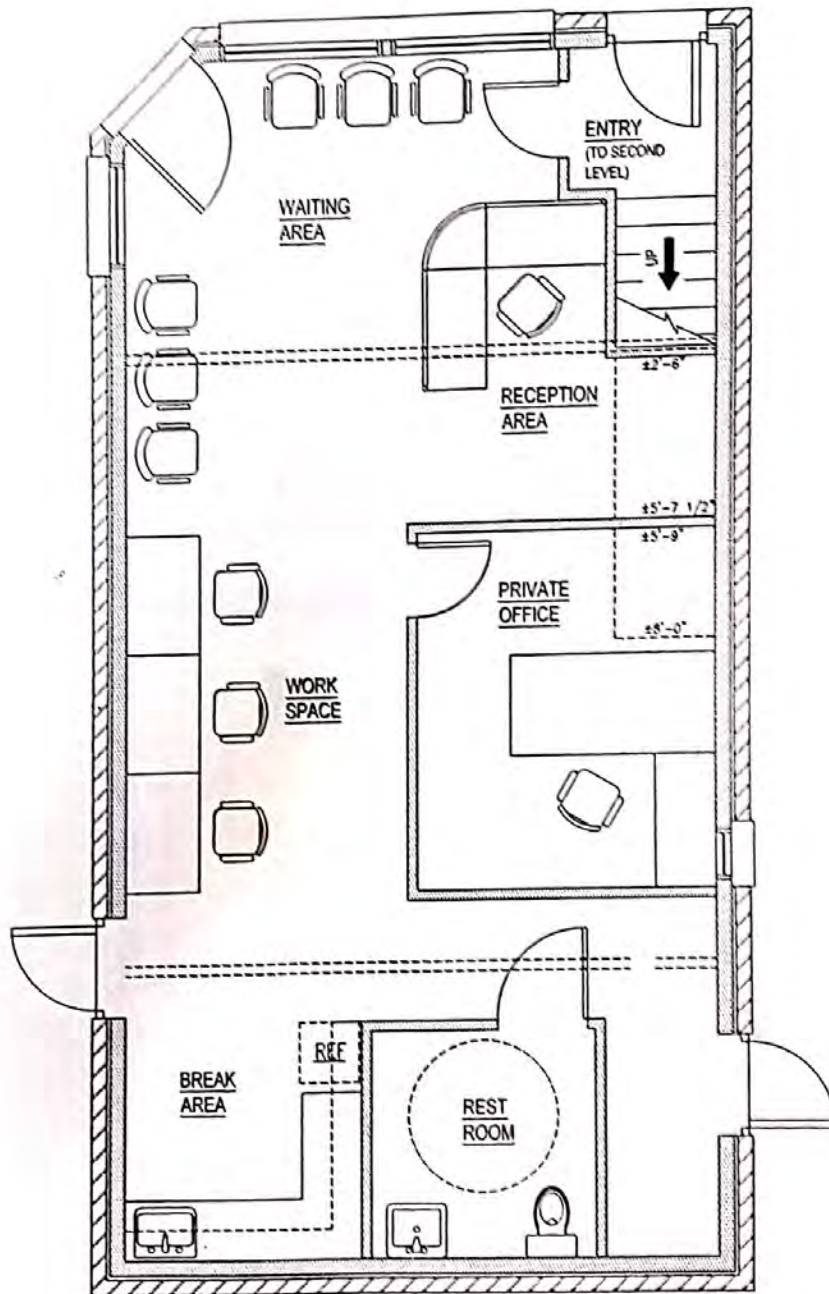 ENTRY
(TO SECOND
LEVEL)
WAITING
AREA
UP
±2'-6"
RECEPTION
AREA
±5'-7 1/2"
±5'-9"
PRIVATE
OFFICE
±8'-0"
WORK
SPACE
REF
BREAK
AREA
REST
ROOM